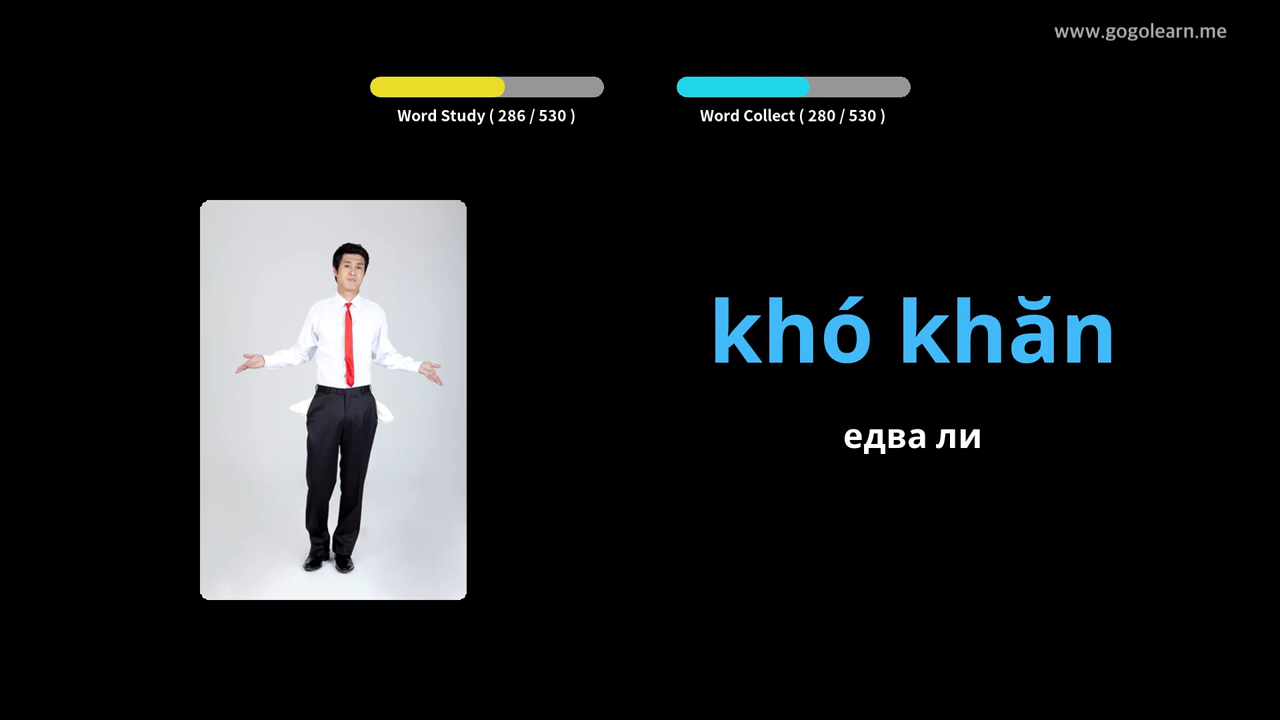 www.gogolearn.me
Word Study ( 286 / 530 )
Word Collect ( 280 / 530 )
khó khăn
едва ли